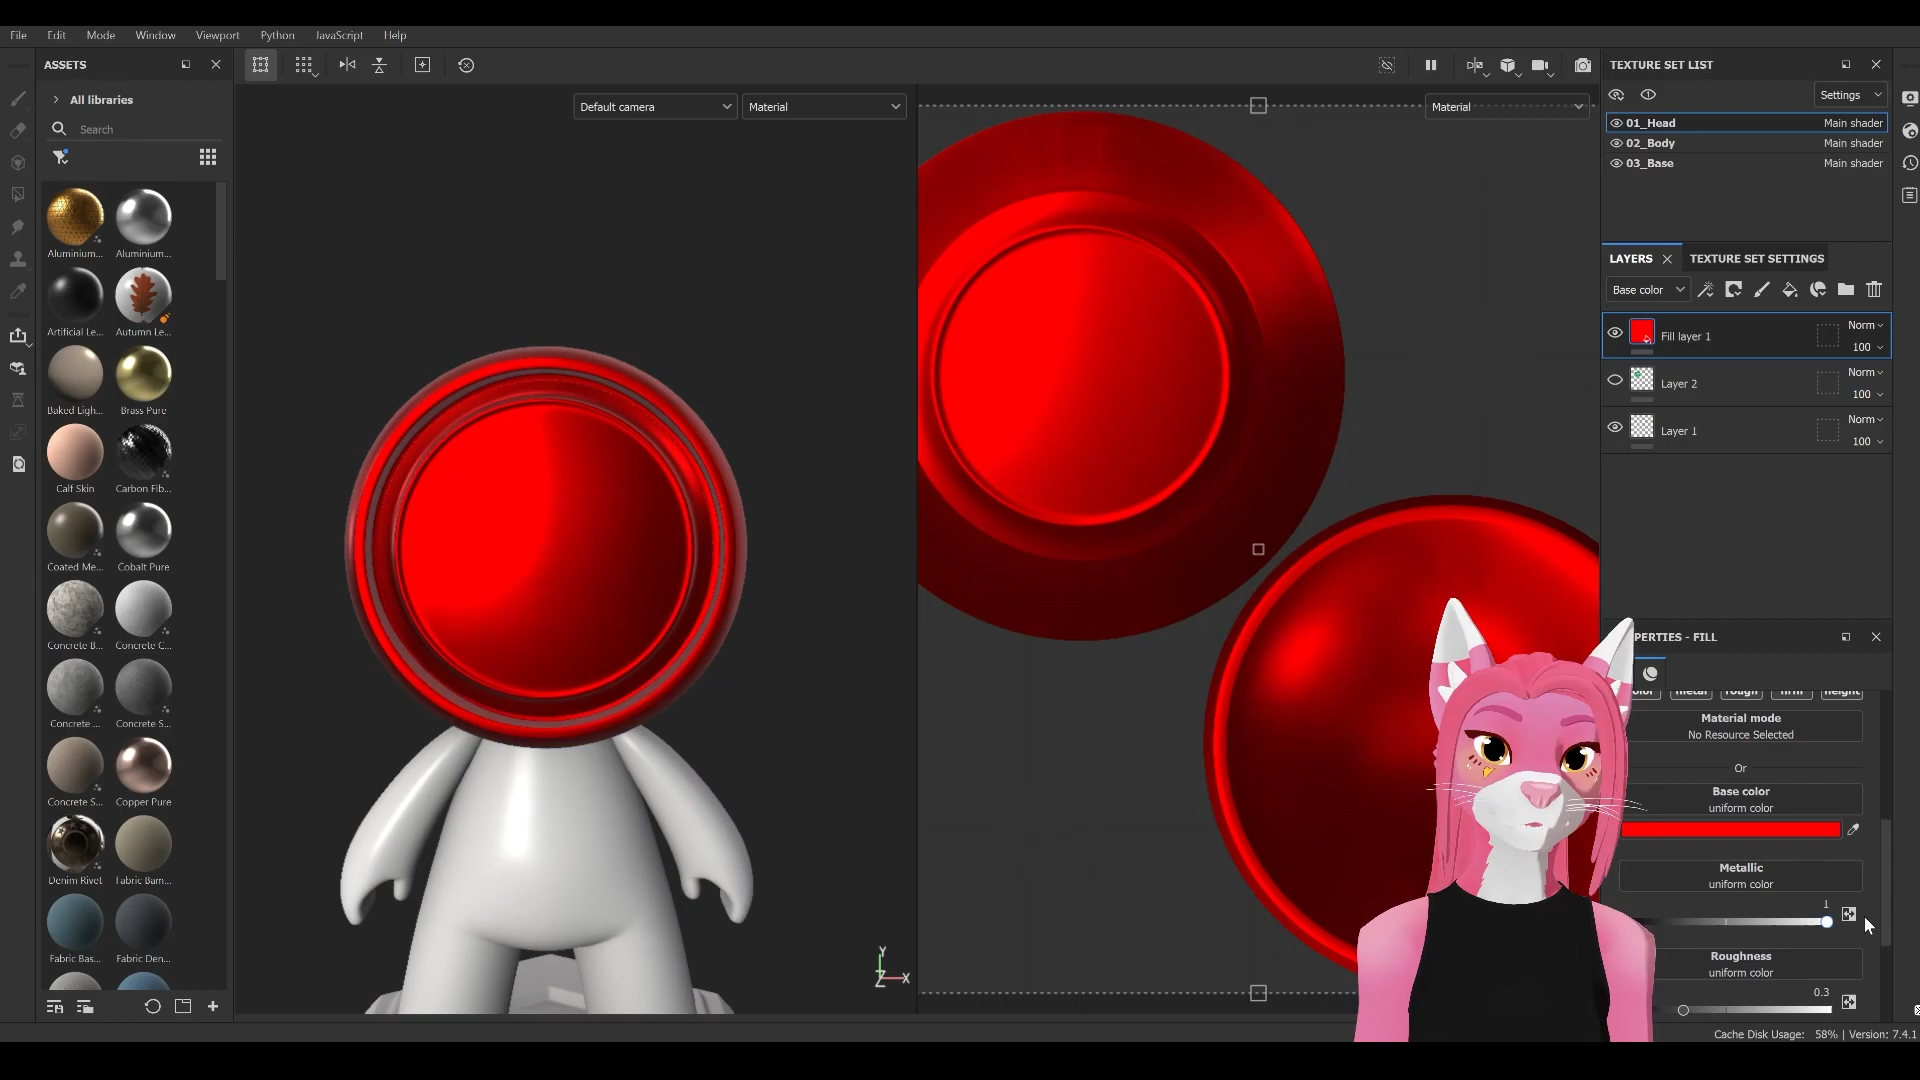 File Edit Mode Window Viewport Python JavaScript Help
ASSETS
All libraries
Search
Aluminium... Aluminium...
Artificial Le... Autumn Le...
Baked Ligh... Brass Pure
Calf Skin Carbon Fib...
Coated Me... Cobalt Pure
Concrete B... Concrete C...
Concrete ... Concrete S...
Concrete S... Copper Pure
Denim Rivet Fabric Bam...
Fabric Bas... Fabric Den...
Default camera Material
Material
Y
Z X
TEXTURE SET LIST
Settings
01_Head Main shader
02_Body Main shader
03_Base Main shader
LAYERS TEXTURE SET SETTINGS
Base color
Fill layer 1 Norm 100
Layer 2 Norm 100
Layer 1 Norm 100
PERTIES - FILL
color metal rough nrm height
Material mode
No Resource Selected
Or
Base color
uniform color
Metallic
uniform color
1
Roughness
uniform color
0.3
Cache Disk Usage: 58% | Version: 7.4.1